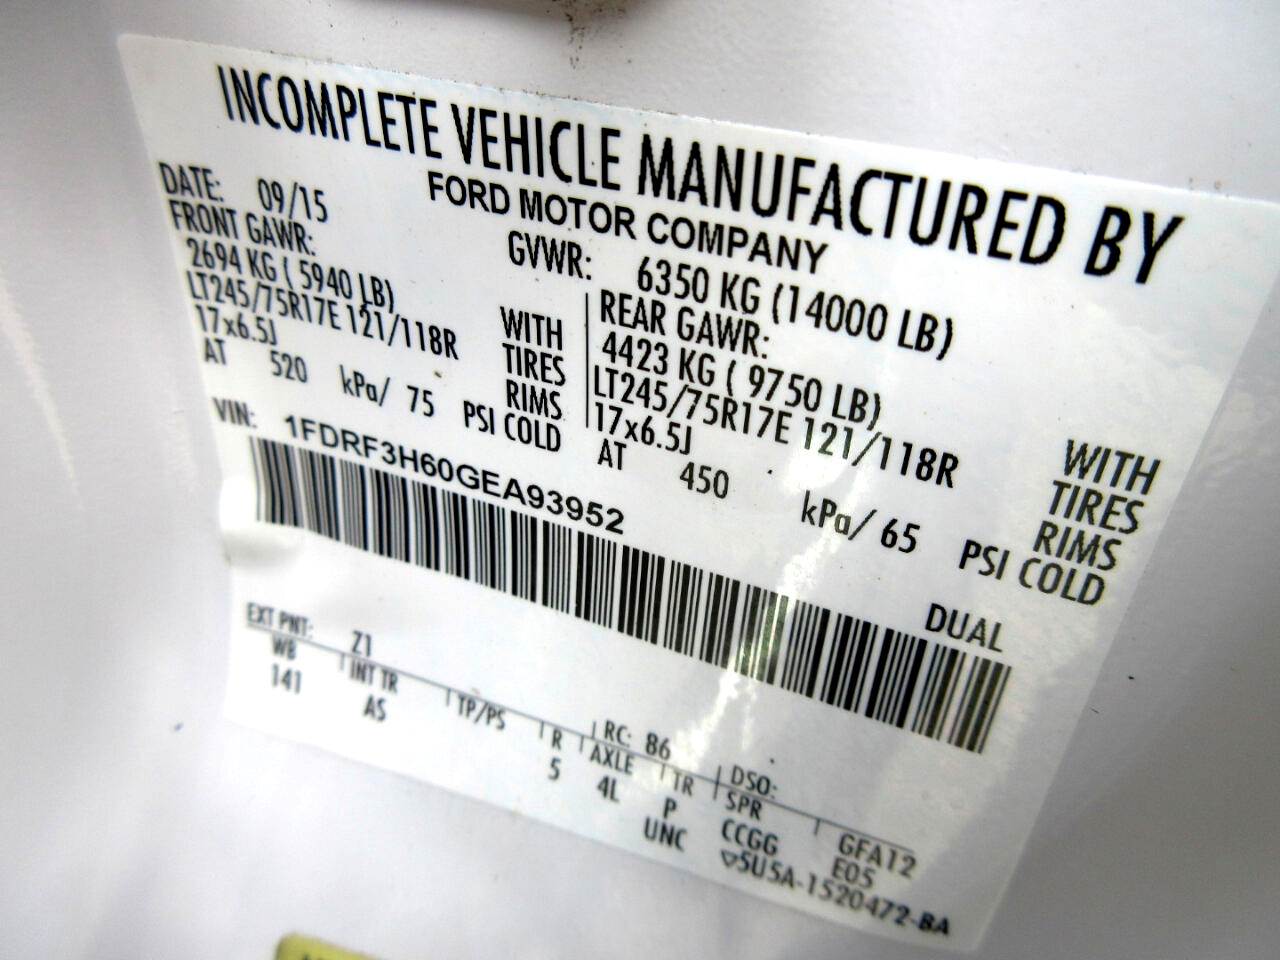 INCOMPLETE VEHICLE MANUFACTURED BY
FORD MOTOR COMPANY
DATE: 09/15 GVWR: 6350 KG (14000 LB)
FRONT GAWR: REAR GAWR:
2694 KG ( 5940 LB) WITH 4423 KG ( 9750 LB) WITH
LT245/75R17E 121/118R TIRES LT245/75R17E 121/118R TIRES
17x6.5J RIMS 17x6.5J RIMS
AT 520 kPa/ 75 PSI COLD AT 450 kPa/ 65 PSI COLD
VIN: 1FDRF3H60GEA93952 DUAL
EXT PNT: Z1 RC: 86 DSO:
WB INT TR TP/PS R AXLE TR SPR GFA12
141 AS 5 4L P CCGG E05
UNC ▽5U5A-1520472-BA